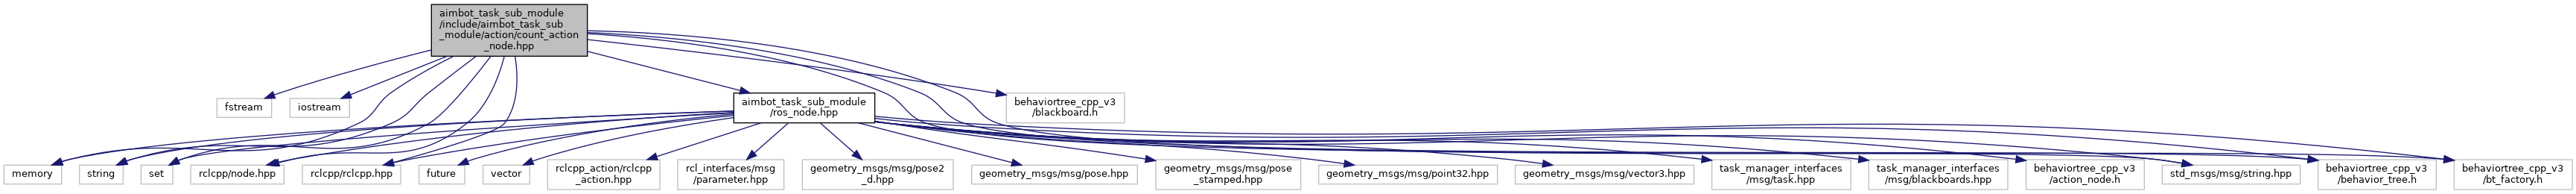 aimbot_task_sub_module
/include/aimbot_task_sub
_module/action/count_action
_node.hpp
fstream
iostream
aimbot_task_sub_module
/ros_node.hpp
behaviortree_cpp_v3
/blackboard.h
memory
string
set
rclcpp/node.hpp
rclcpp/rclcpp.hpp
future
vector
rclcpp_action/rclcpp
_action.hpp
rcl_interfaces/msg
/parameter.hpp
geometry_msgs/msg/pose2
_d.hpp
geometry_msgs/msg/pose.hpp
geometry_msgs/msg/pose
_stamped.hpp
geometry_msgs/msg/point32.hpp
geometry_msgs/msg/vector3.hpp
task_manager_interfaces
/msg/task.hpp
task_manager_interfaces
/msg/blackboards.hpp
behaviortree_cpp_v3
/action_node.h
std_msgs/msg/string.hpp
behaviortree_cpp_v3
/behavior_tree.h
behaviortree_cpp_v3
/bt_factory.h